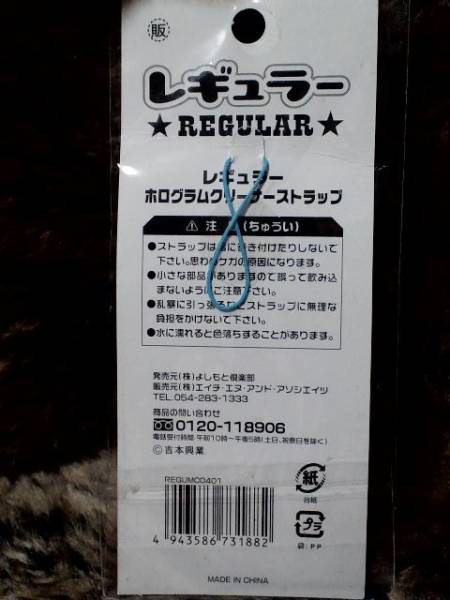 販
レギュラー
★REGULAR★
レギュラー
ホログラムクリーナーストラップ
⚠注 (ちゅうい)
●ストラップは 付けたりしないで
下さい。思わぬケガの原因になります。
●小さな部品がありますので誤って飲み込
まないようにご注意下さい。
●乱暴に引っ張るなどストラップに無理な
負担をかけないで下さい。
●水に濡れると色落ちすることがあります。
発売元(株)よしもと倶楽部
販売元(株)エイチ・エヌ・アンド・アソシエイツ
TEL.054-283-1333
商品の問い合わせ
0120-118906
電話受付時間 午前10時〜午後5時(土日、祝祭日を除く)
©吉本興業
REGUMC0401
4 943586 731882
紙
台紙
プラ
袋:PP
MADE IN CHINA